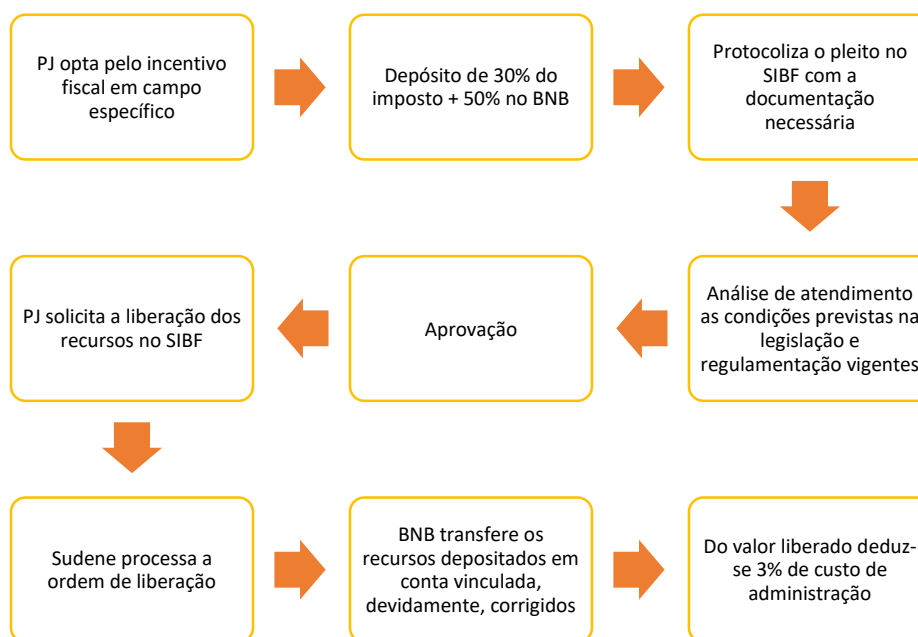 PJ opta pelo incentivo
fiscal em campo
específico
Depósito de 30% do
imposto + 50% no BNB
Protocoliza o pleito no
SIBF com a
documentação
necessária
Análise de atendimento
as condições previstas na
legislação e
regulamentação vigentes
Aprovação
PJ solicita a liberação dos
recursos no SIBF
Sudene processa a
ordem de liberação
BNB transfere os
recursos depositados em
conta vinculada,
devidamente, corrigidos
Do valor liberado deduz-
se 3% de custo de
administração